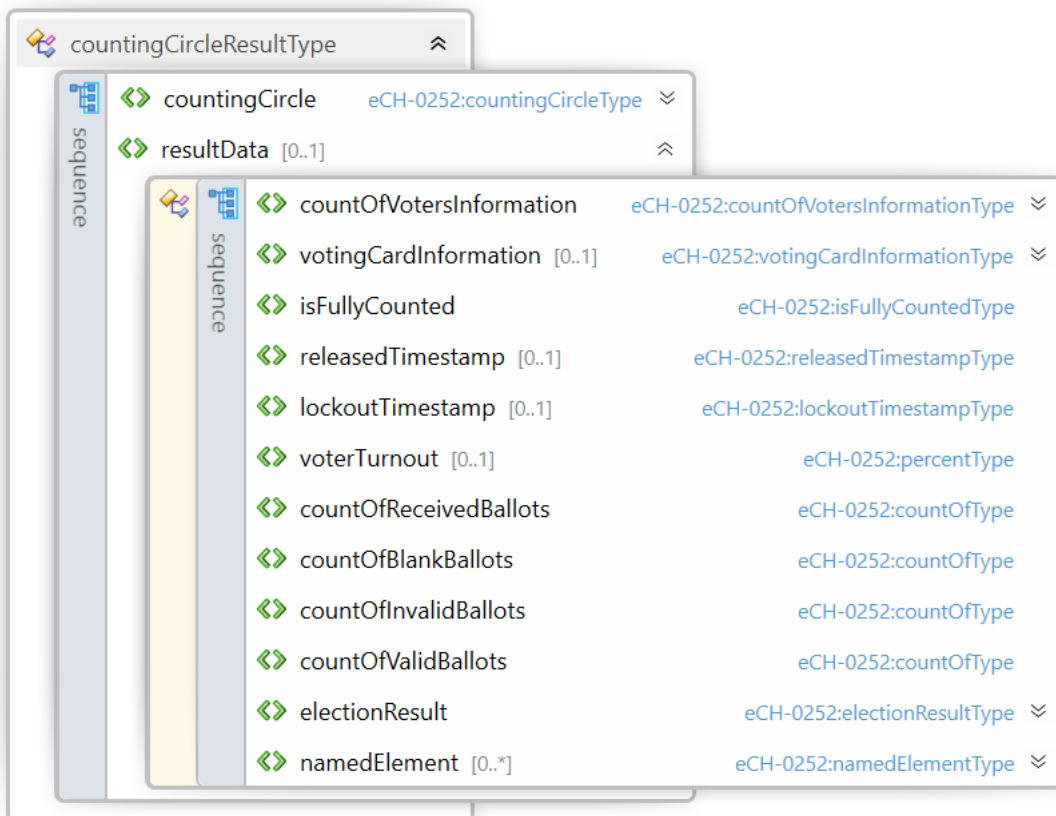 countingCircleResultType
sequence
countingCircle eCH-0252:countingCircleType
resultData [0..1]
sequence
countOfVotersInformation eCH-0252:countOfVotersInformationType
votingCardInformation [0..1] eCH-0252:votingCardInformationType
isFullyCounted eCH-0252:isFullyCountedType
releasedTimestamp [0..1] eCH-0252:releasedTimestampType
lockoutTimestamp [0..1] eCH-0252:lockoutTimestampType
voterTurnout [0..1] eCH-0252:percentType
countOfReceivedBallots eCH-0252:countOfType
countOfBlankBallots eCH-0252:countOfType
countOfInvalidBallots eCH-0252:countOfType
countOfValidBallots eCH-0252:countOfType
electionResult eCH-0252:electionResultType
namedElement [0..*] eCH-0252:namedElementType